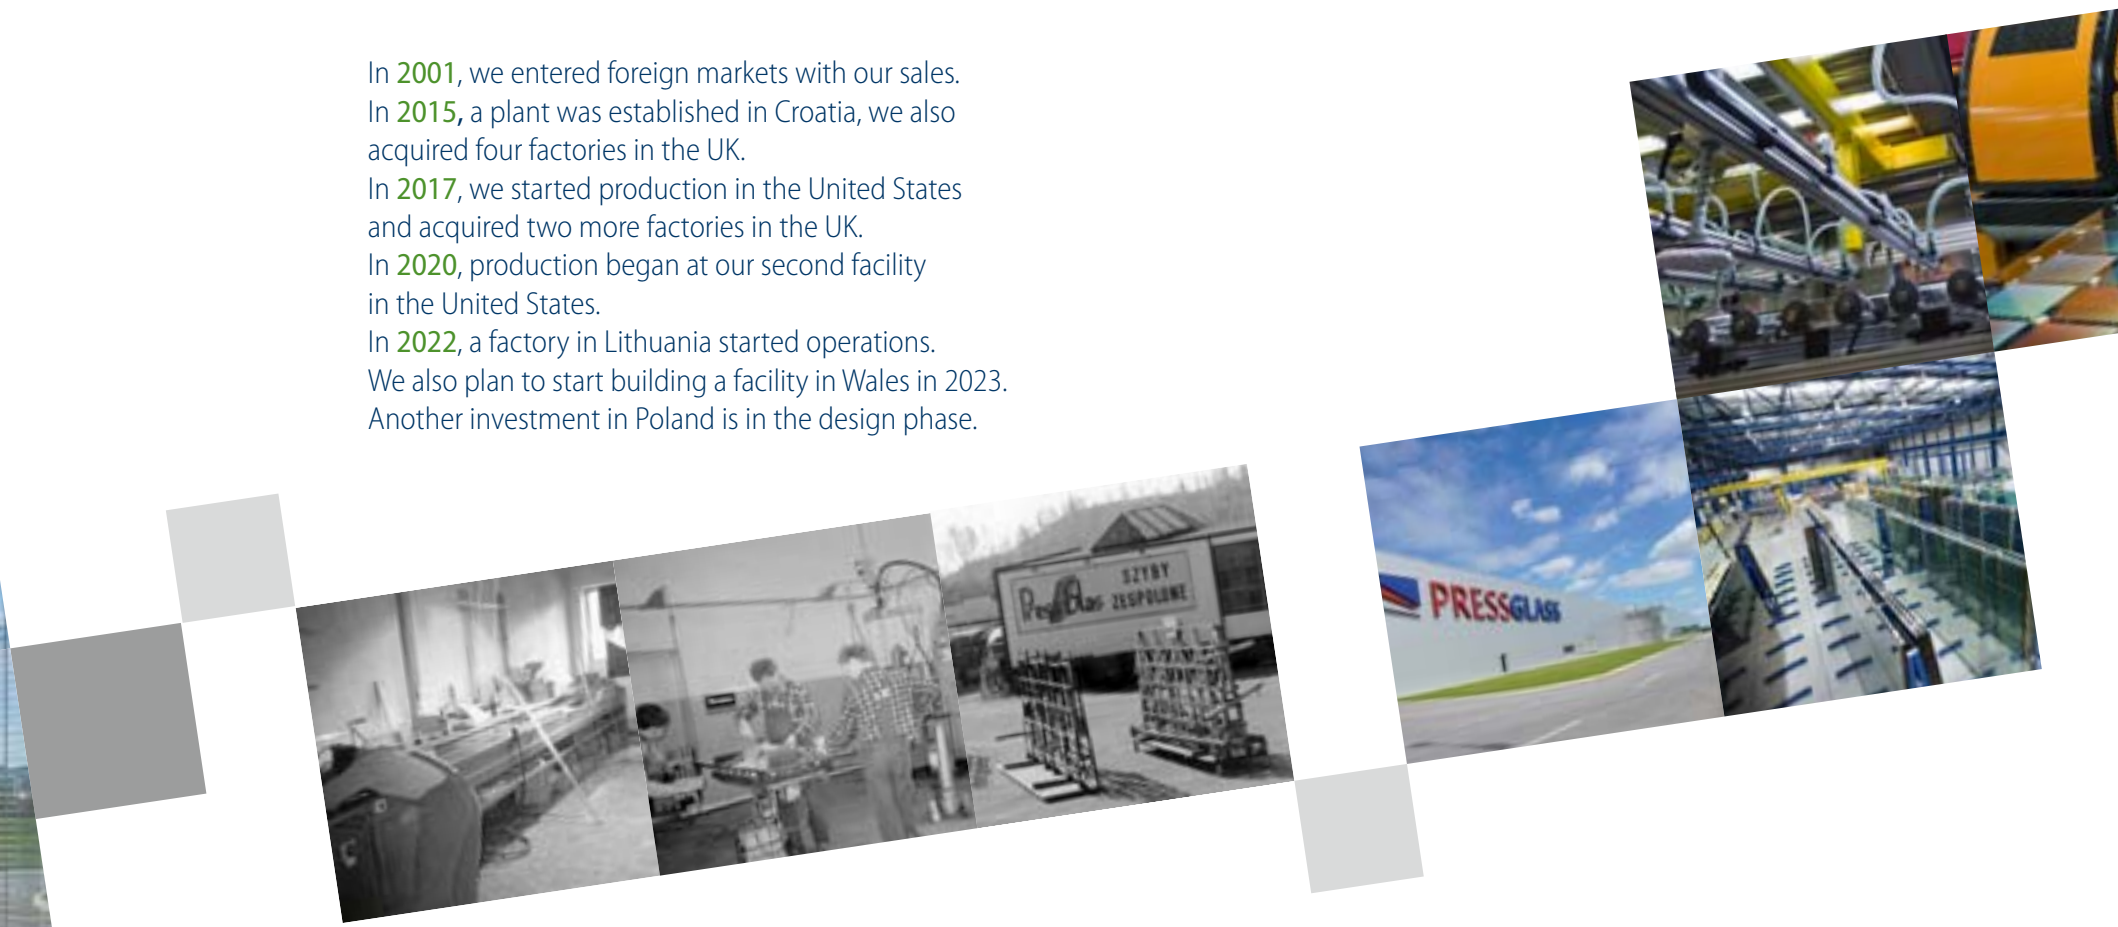 In 2001, we entered foreign markets with our sales.
In 2015, a plant was established in Croatia, we also
acquired four factories in the UK.
In 2017, we started production in the United States
and acquired two more factories in the UK.
In 2020, production began at our second facility
in the United States.
In 2022, a factory in Lithuania started operations.
We also plan to start building a facility in Wales in 2023.
Another investment in Poland is in the design phase.
Press Glas SZYBY
ZESPOLONE
PRESSGLASS